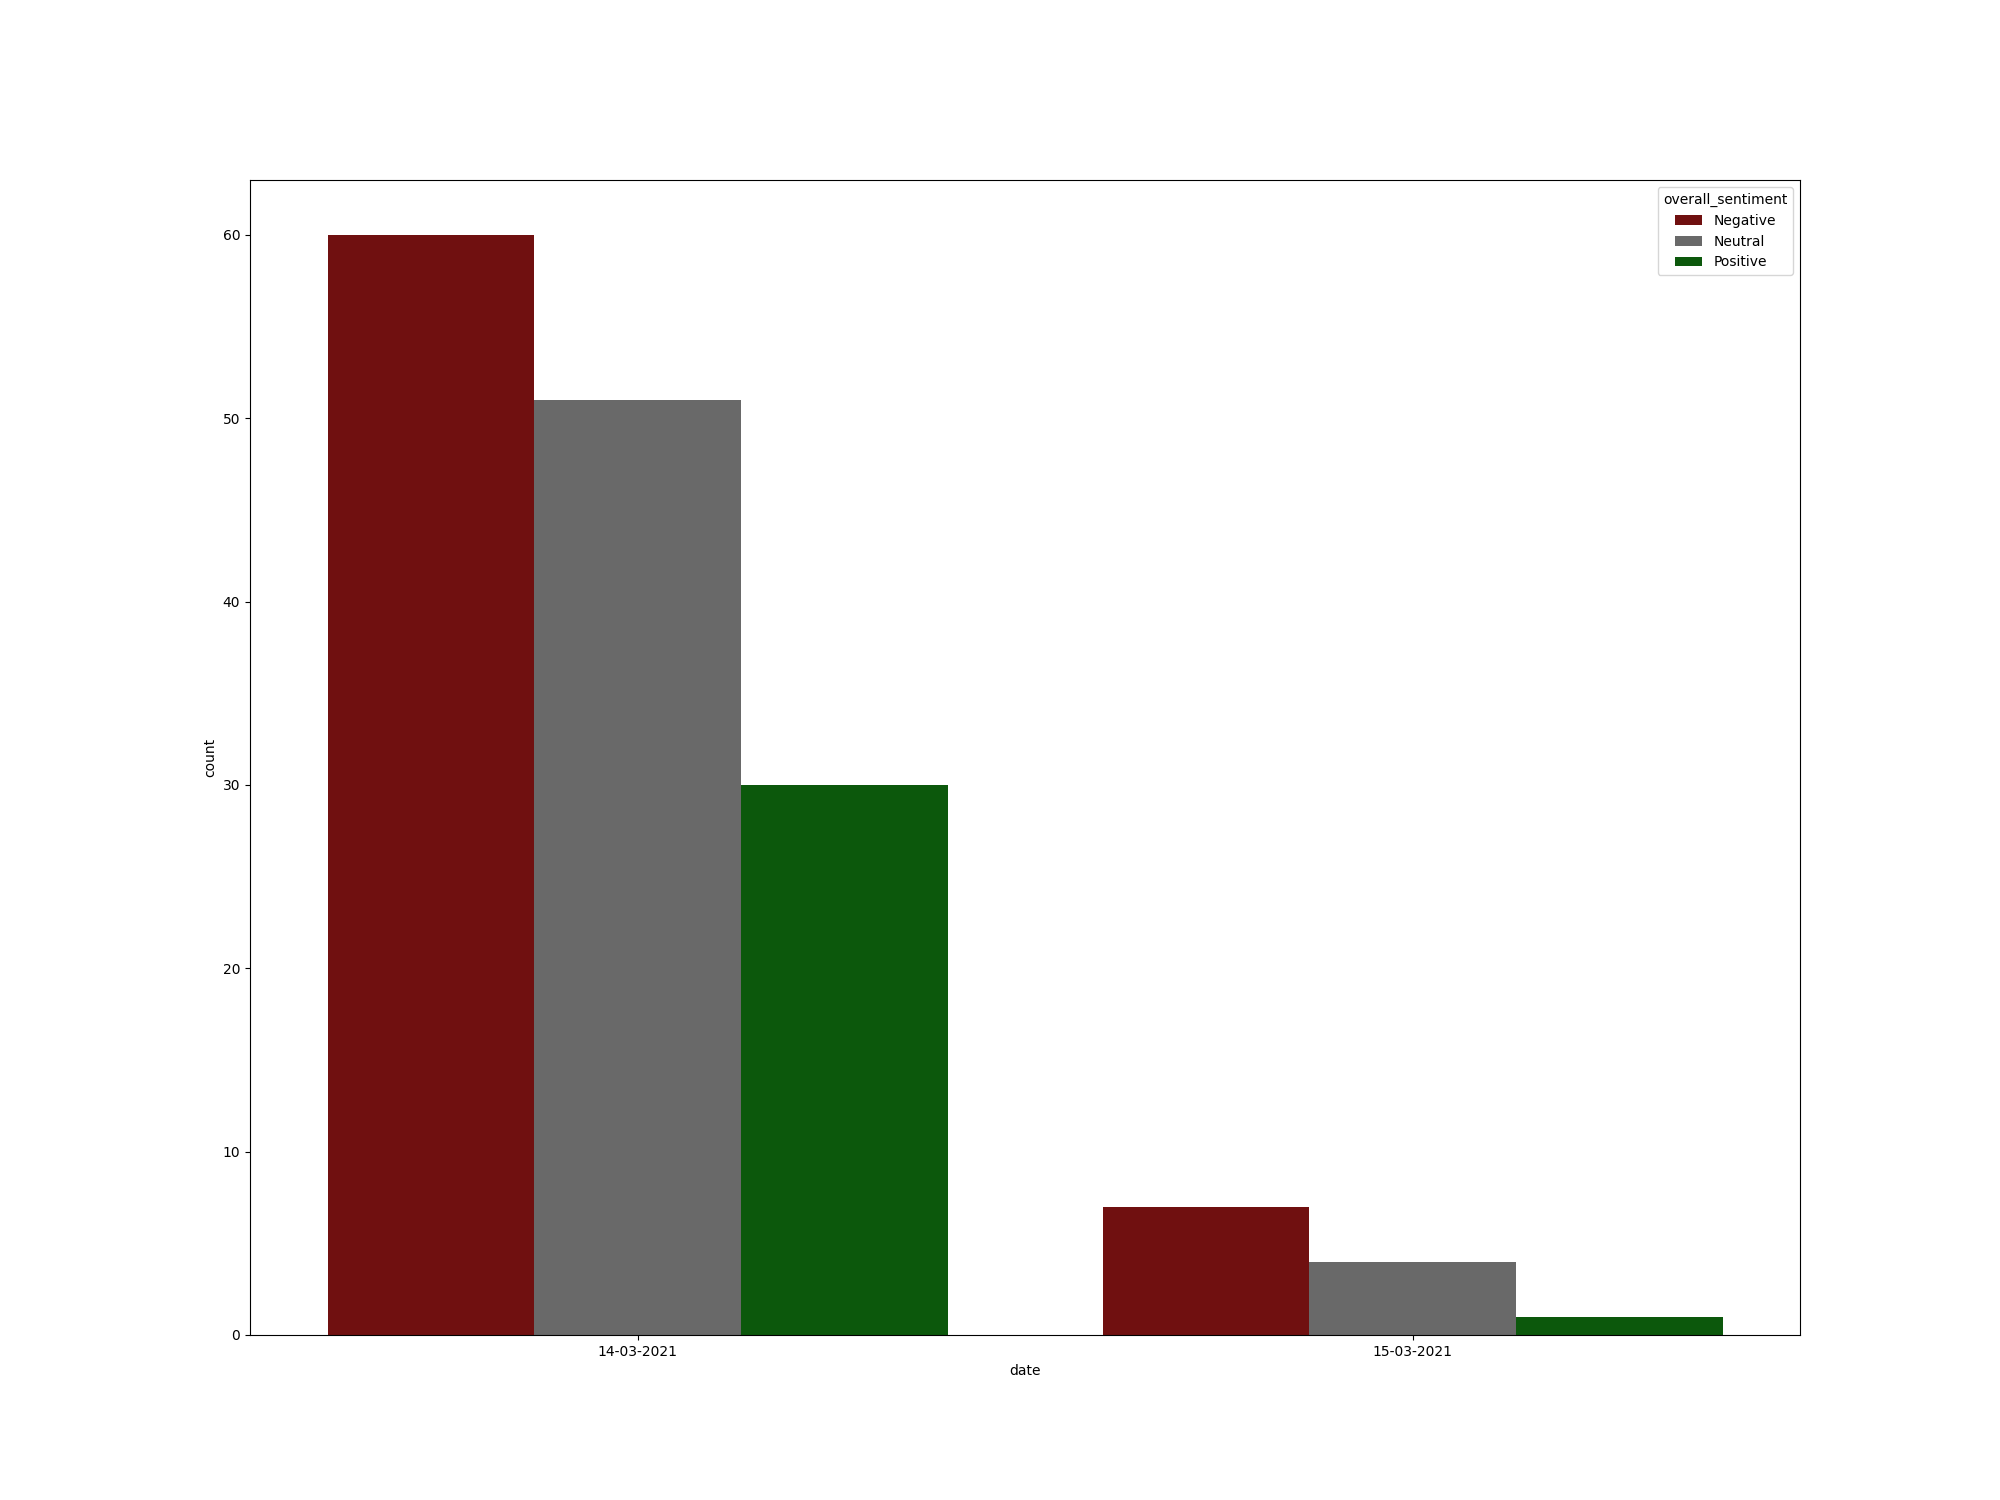 overall_sentiment
Negative
Neutral
Positive
60
50
40
30
20
10
0
count
14-03-2021 15-03-2021
date